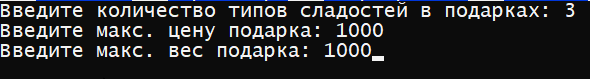 Введите количество типов сладостей в подарках: 3
Введите макс. цену подарка: 1000
Введите макс. вес подарка: 1000